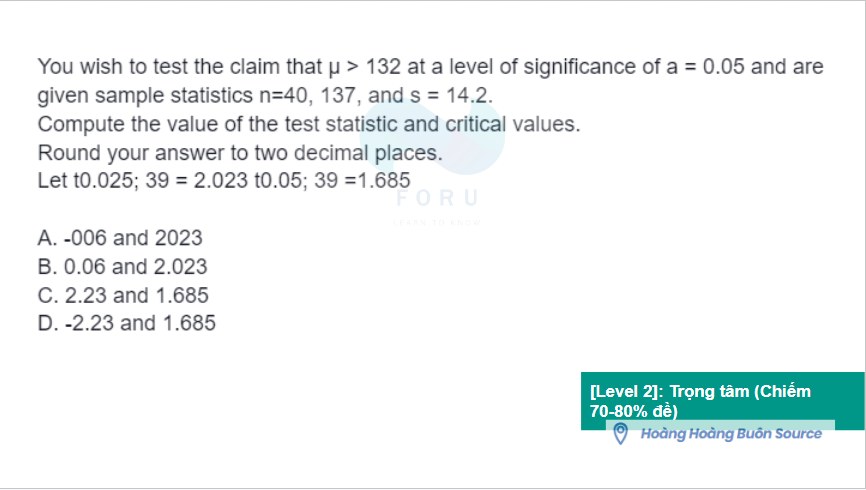 You wish to test the claim that µ > 132 at a level of significance of a = 0.05 and are
given sample statistics n=40, 137, and s = 14.2.
Compute the value of the test statistic and critical values.
Round your answer to two decimal places.
Let t0.025; 39 = 2.023 t0.05; 39 =1.685
FORU
A. -006 and 2023
B. 0.06 and 2.023
C. 2.23 and 1.685
D. -2.23 and 1.685
[Level 2]: Trọng tâm (Chiếm
70-80% đề)
Hoàng Hoàng Buôn Source